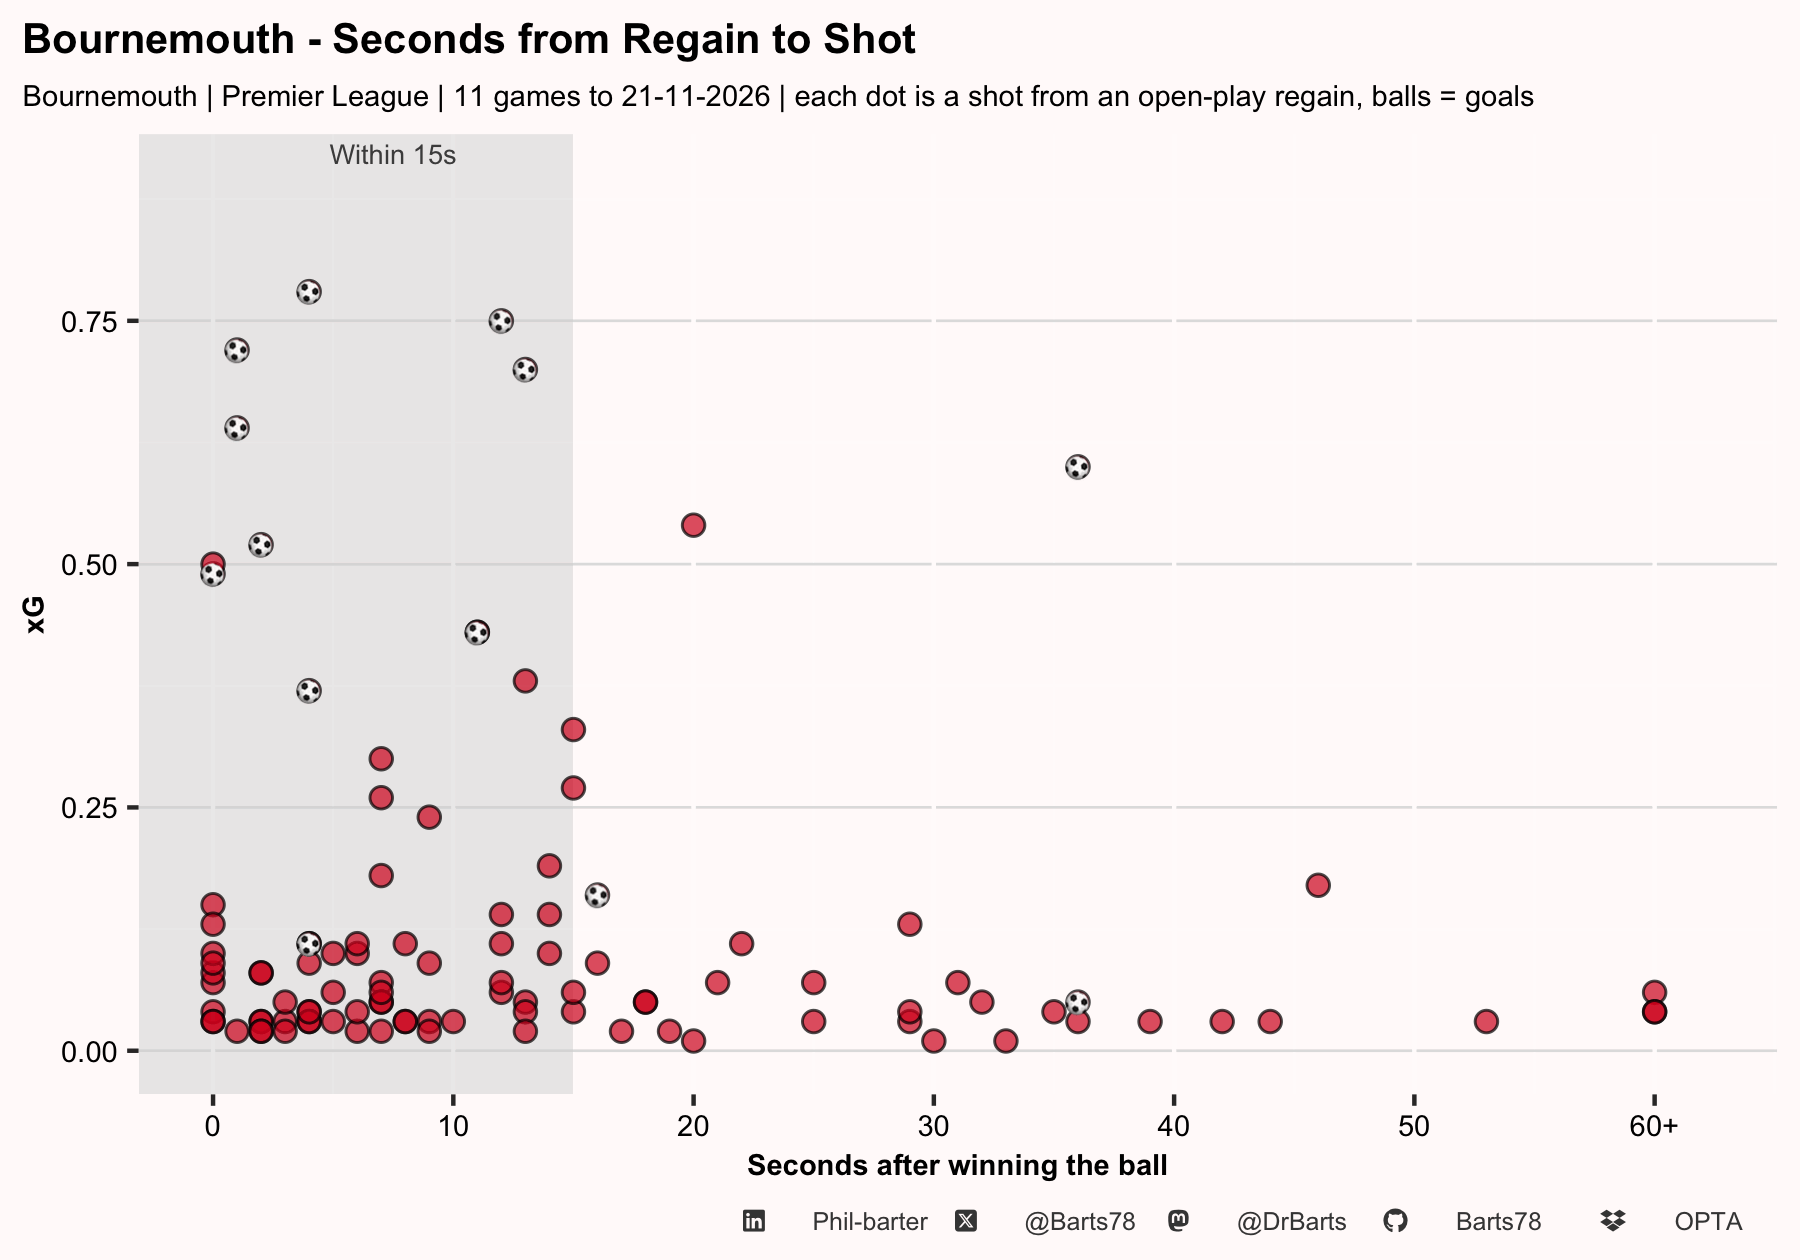 Bournemouth - Seconds from Regain to Shot
Bournemouth | Premier League | 11 games to 21-11-2026 | each dot is a shot from an open-play regain, balls = goals
Within 15s
0.75
0.50
0.25
0.00
xG
0 10 20 30 40 50 60+
Seconds after winning the ball
Phil-barter @Barts78 @DrBarts Barts78 OPTA